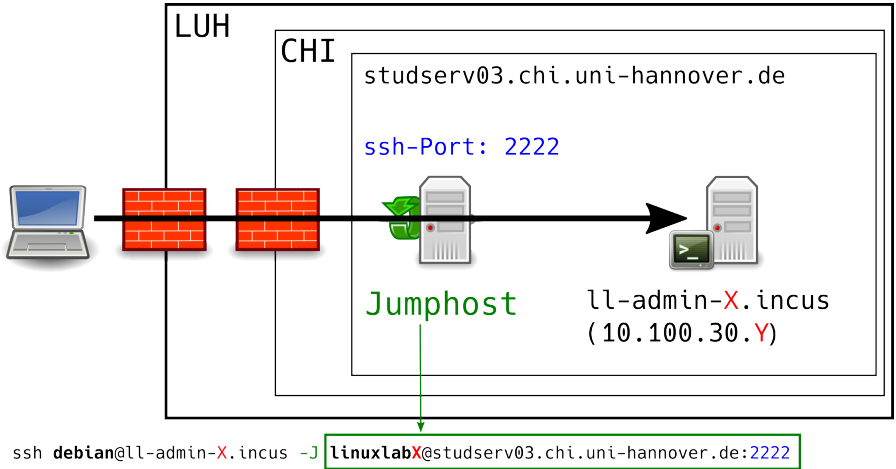 LUH
CHI
studserv03.chi.uni-hannover.de
ssh-Port: 2222
>_
Jumphost
ll-admin-X.incus
(10.100.30.Y)
ssh debian@ll-admin-X.incus -J linuxlabX@studserv03.chi.uni-hannover.de:2222